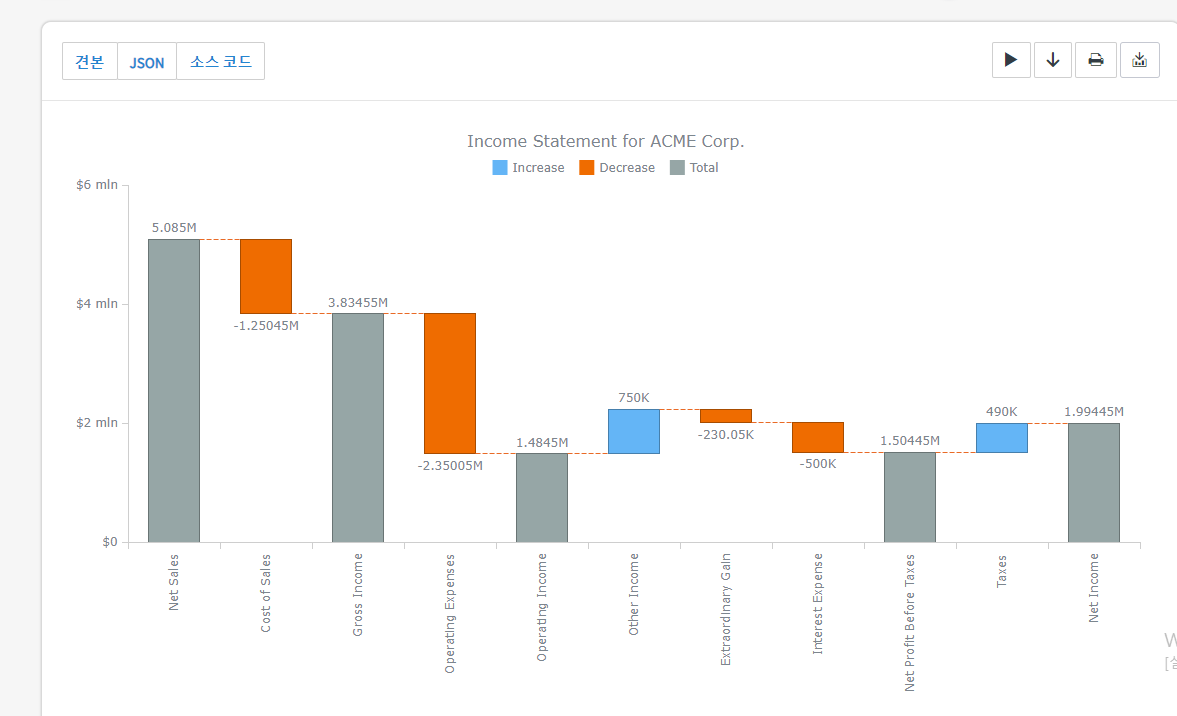 견본 JSON 소스 코드
Income Statement for ACME Corp.
Increase Decrease Total
$6 mln
$4 mln
$2 mln
$0
5.085M
-1.25045M
3.83455M
-2.35005M
1.4845M
750K
-230.05K
-500K
1.50445M
490K
1.99445M
Net Sales
Cost of Sales
Gross Income
Operating Expenses
Operating Income
Other Income
Extraordinary Gain
Interest Expense
Net Profit Before Taxes
Taxes
Net Income